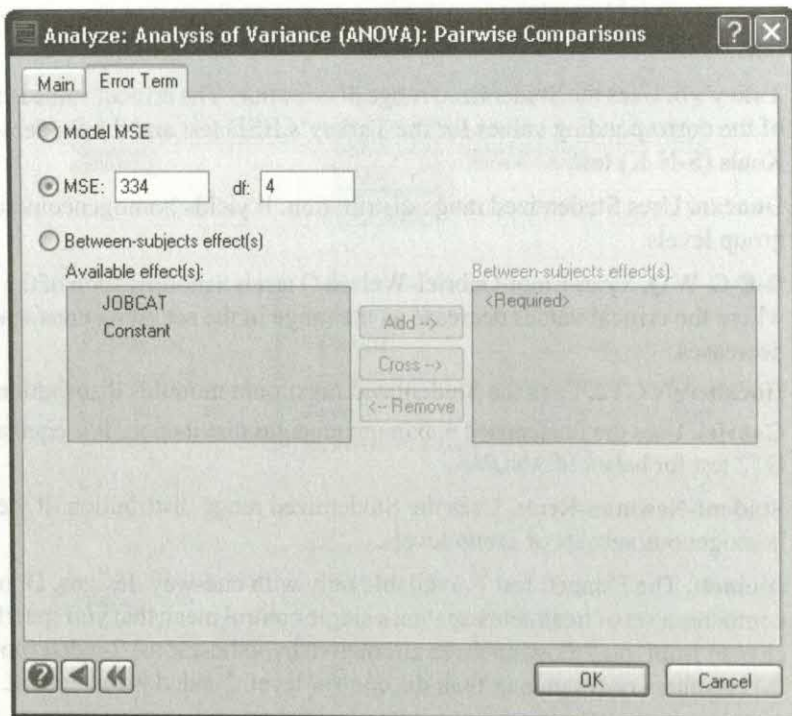 Analyze: Analysis of Variance (ANOVA): Pairwise Comparisons
Main
Error Term
Model MSE
MSE: 334 df: 4
Between-subjects effect(s)
Available effect(s):
JOBCAT
Constant
Add -->
Cross -->
<-- Remove
Between-subjects effect(s)
<Required>
OK
Cancel